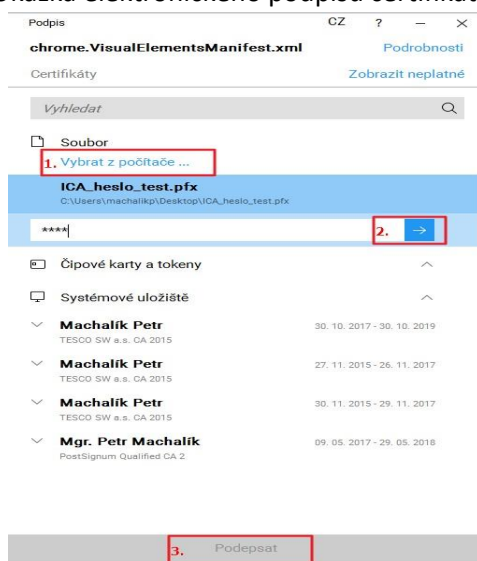 Podpis CZ ? – ×
chrome.VisualElementsManifest.xml Podrobnosti
Certifikáty Zobrazit neplatné
Vyhledat
Soubor
1. Vybrat z počítače ...
ICA_heslo_test.pfx
C:\Users\machalikp\Desktop\ICA_heslo_test.pfx
**** 2. →
Čipové karty a tokeny
Systémové uložiště
Machalík Petr 30. 10. 2017 - 30. 10. 2019
TESCO SW a.s. CA 2015
Machalík Petr 27. 11. 2015 - 26. 11. 2017
TESCO SW a.s. CA 2015
Machalík Petr 30. 11. 2015 - 29. 11. 2017
TESCO SW a.s. CA 2015
Mgr. Petr Machalík 09. 05. 2017 - 29. 05. 2018
PostSignum Qualified CA 2
3. Podepsat